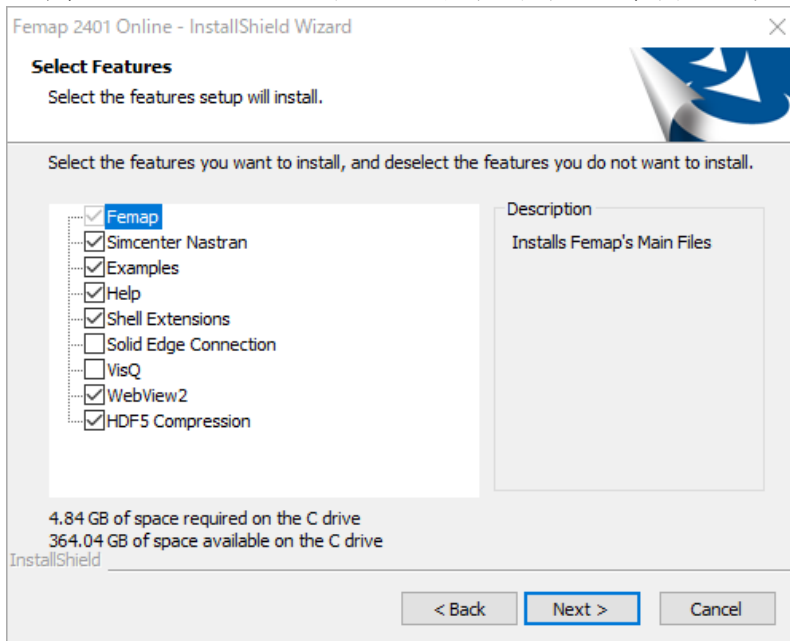 Femap 2401 Online - InstallShield Wizard
Select Features
Select the features setup will install.
Select the features you want to install, and deselect the features you do not want to install.
Femap
Simcenter Nastran
Examples
Help
Shell Extensions
Solid Edge Connection
VisQ
WebView2
HDF5 Compression
Description
Installs Femap's Main Files
4.84 GB of space required on the C drive
364.04 GB of space available on the C drive
InstallShield
< Back
Next >
Cancel